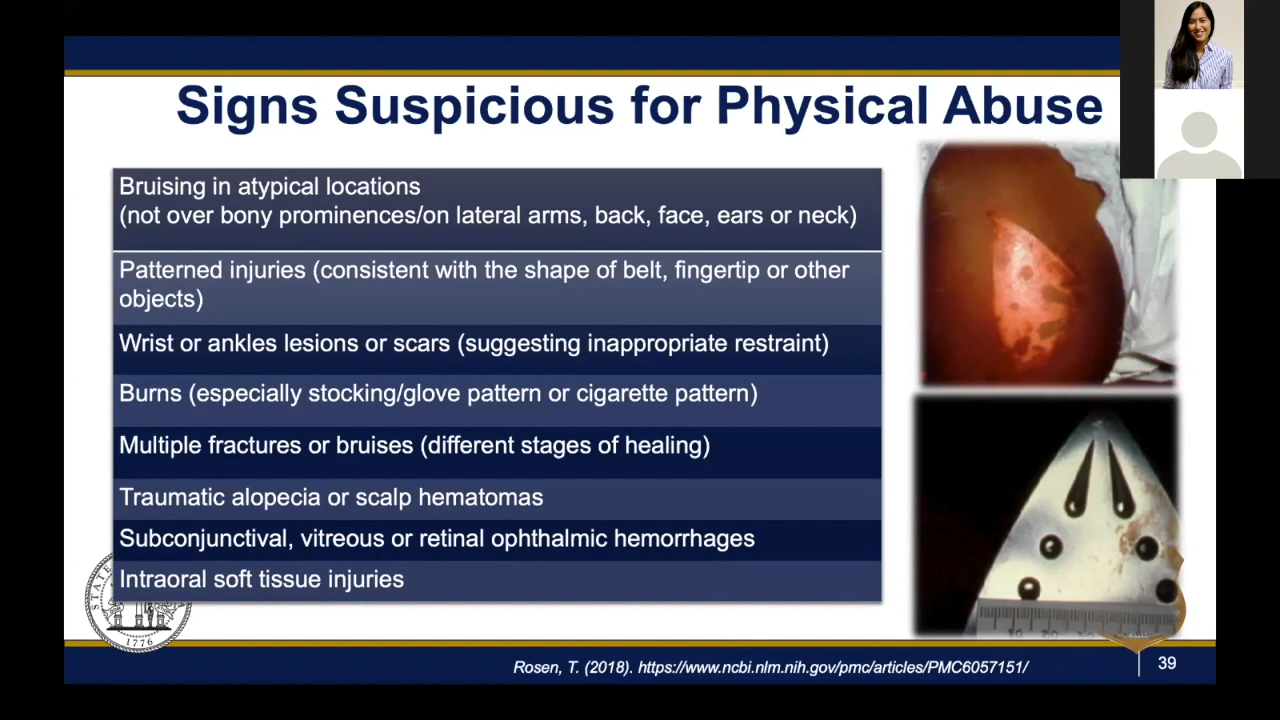 Signs Suspicious for Physical Abuse
Bruising in atypical locations
(not over bony prominences/on lateral arms, back, face, ears or neck)
Patterned injuries (consistent with the shape of belt, fingertip or other
objects)
Wrist or ankles lesions or scars (suggesting inappropriate restraint)
Burns (especially stocking/glove pattern or cigarette pattern)
Multiple fractures or bruises (different stages of healing)
Traumatic alopecia or scalp hematomas
Subconjunctival, vitreous or retinal ophthalmic hemorrhages
Intraoral soft tissue injuries
STATE
1776
Rosen, T. (2018). https://www.ncbi.nlm.nih.gov/pmc/articles/PMC6057151/
39